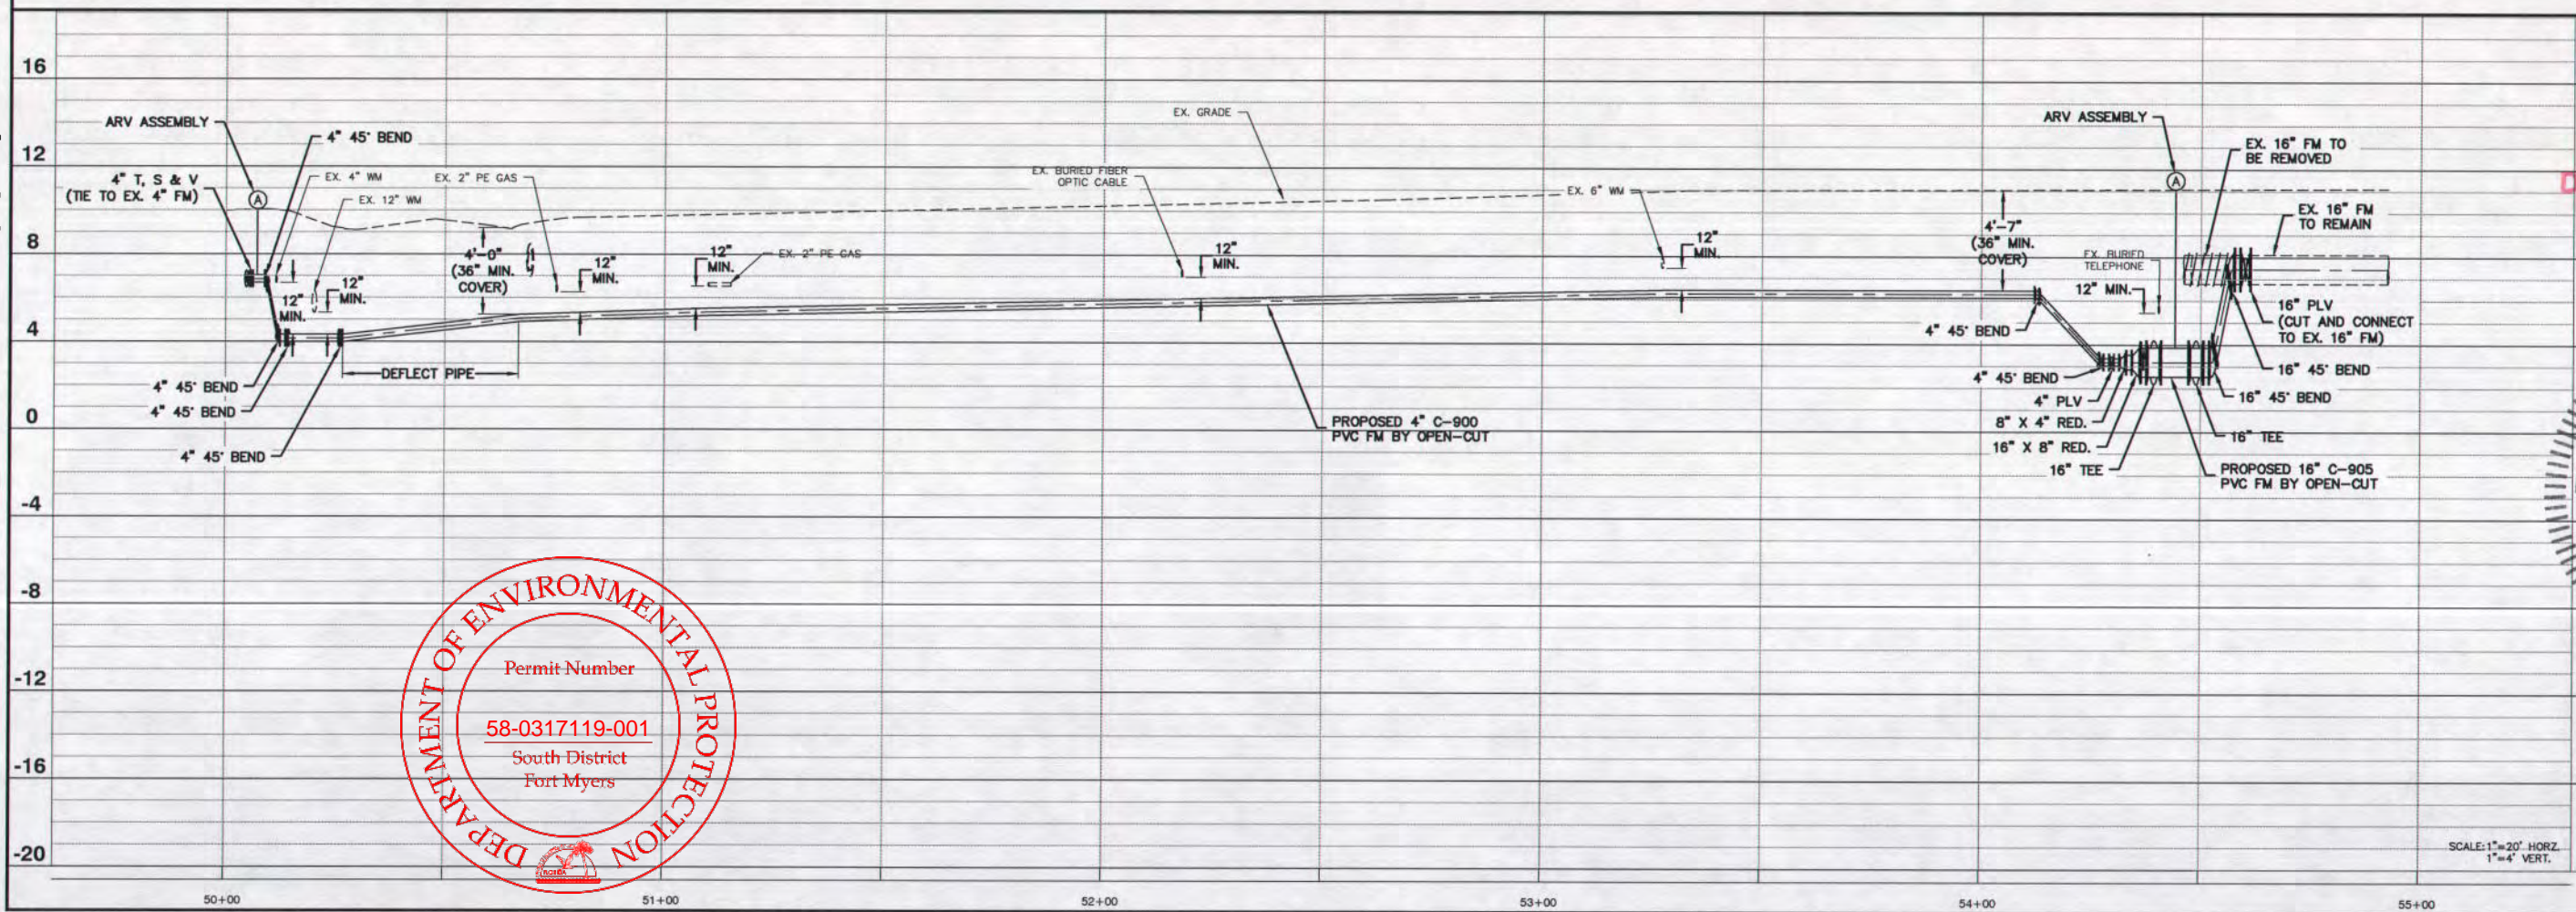 16
12
8
4
0
-4
-8
-12
-16
-20
ARV ASSEMBLY
4" 45° BEND
4" T, S & V
(TIE TO EX. 4" FM)
A
EX. 4" WM
EX. 12" WM
EX. 2" PE GAS
12"
MIN.
12"
MIN.
4'-0"
(36" MIN.
COVER)
12"
MIN.
12"
MIN.
EX. 2" PE GAS
DEFLECT PIPE
4" 45° BEND
4" 45° BEND
4" 45° BEND
EX. GRADE
EX. BURIED FIBER
OPTIC CABLE
12"
MIN.
PROPOSED 4" C-900
PVC FM BY OPEN-CUT
EX. 6" WM
12"
MIN.
ARV ASSEMBLY
A
EX. 16" FM TO
BE REMOVED
EX. 16" FM
TO REMAIN
4'-7"
(36" MIN.
COVER)
EX. BURIED
TELEPHONE
12" MIN.
16" PLV
(CUT AND CONNECT
TO EX. 16" FM)
4" 45° BEND
4" 45° BEND
4" PLV
8" X 4" RED.
16" X 8" RED.
16" TEE
16" 45° BEND
16" 45° BEND
16" TEE
PROPOSED 16" C-905
PVC FM BY OPEN-CUT
DEPARTMENT OF ENVIRONMENTAL PROTECTION
Permit Number
58-0317119-001
South District
Fort Myers
SCALE: 1"=20' HORZ.
1"=4' VERT.
50+00
51+00
52+00
53+00
54+00
55+00